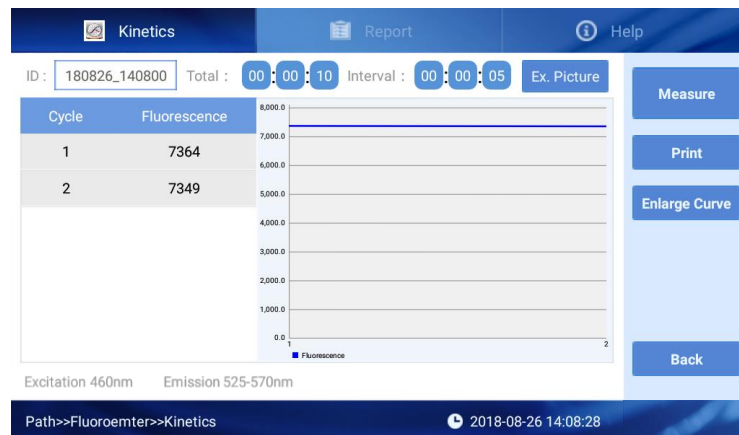 Kinetics Report Help
ID : 180826_140800 Total : 00 : 00 : 10 Interval : 00 : 00 : 05 Ex. Picture
Measure
Print
Enlarge Curve
Back
Cycle Fluorescence
1 7364
2 7349
8,000.0
7,000.0
6,000.0
5,000.0
4,000.0
3,000.0
2,000.0
1,000.0
0.0
1 2
Fluorescence
Excitation 460nm Emission 525-570nm
Path>>Fluoroemter>>Kinetics 2018-08-26 14:08:28